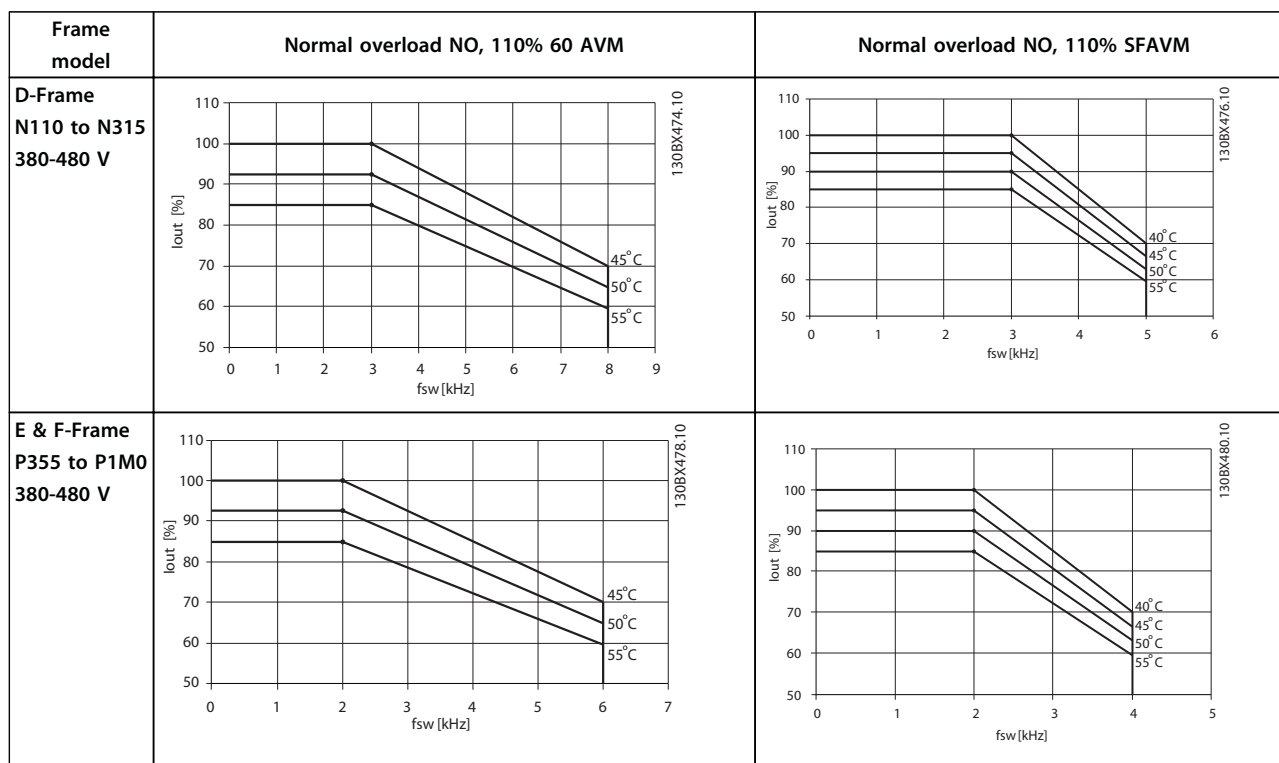 Frame
model
Normal overload NO, 110% 60 AVM
Normal overload NO, 110% SFAVM
D-Frame
N110 to N315
380-480 V
110
100
90
80
70
60
50
Iout [%]
0 1 2 3 4 5 6 7 8 9
fsw [kHz]
45°C
50°C
55°C
130BX474.10
110
100
90
80
70
60
50
Iout [%]
0 1 2 3 4 5 6
fsw [kHz]
40°C
45°C
50°C
55°C
130BX476.10
E & F-Frame
P355 to P1M0
380-480 V
110
100
90
80
70
60
50
Iout [%]
0 1 2 3 4 5 6 7
fsw [kHz]
45°C
50°C
55°C
130BX478.10
110
100
90
80
70
60
50
Iout [%]
0 1 2 3 4 5
fsw [kHz]
40°C
45°C
50°C
55°C
130BX480.10